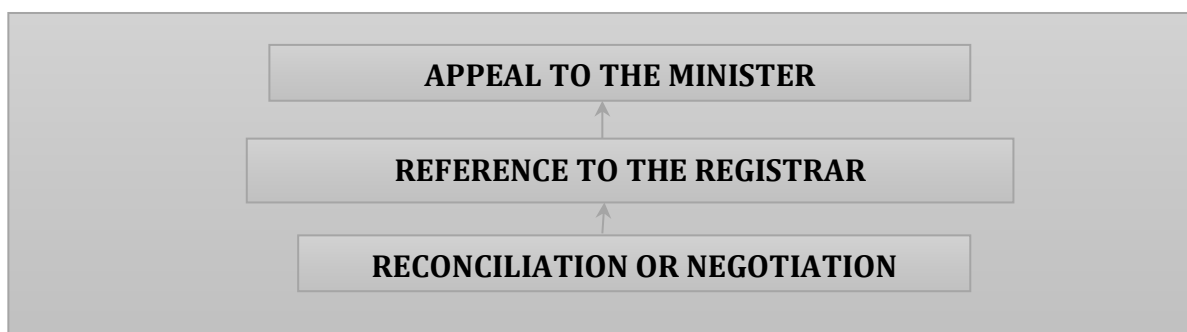 APPEAL TO THE MINISTER
REFERENCE TO THE REGISTRAR
RECONCILIATION OR NEGOTIATION